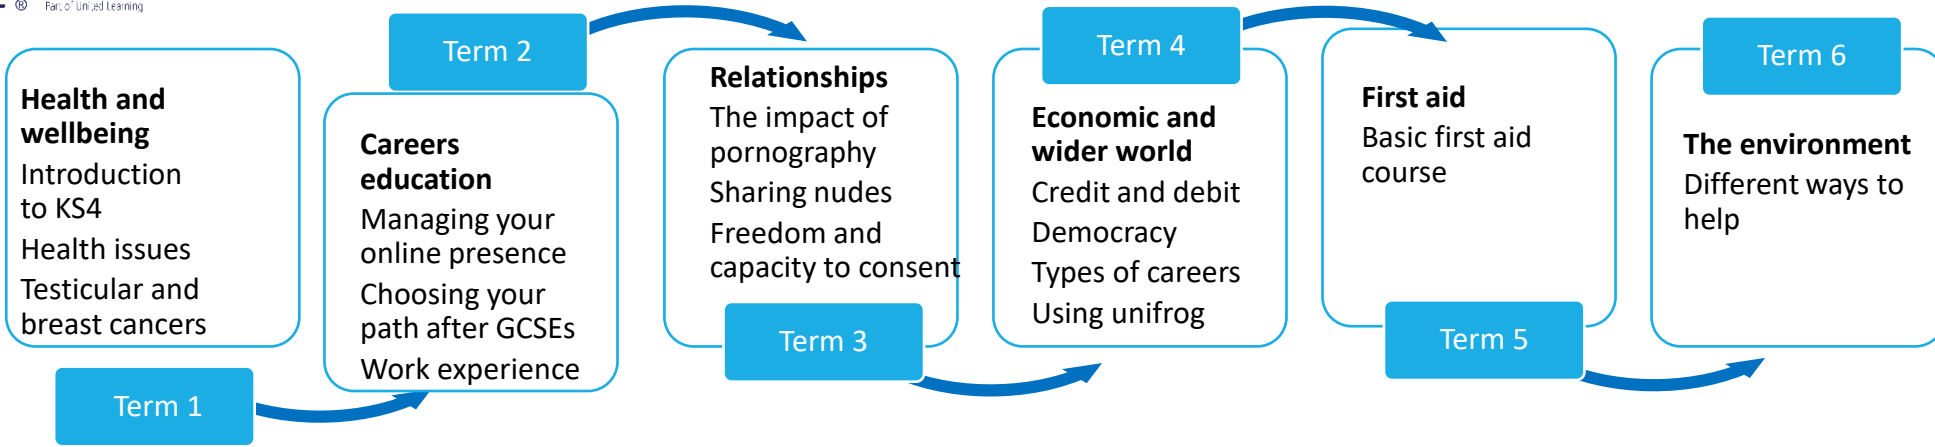 ® Part of United Learning
Health and
wellbeing
Introduction
to KS4
Health issues
Testicular and
breast cancers
Term 1
Term 2
Careers
education
Managing your
online presence
Choosing your
path after GCSEs
Work experience
Relationships
The impact of
pornography
Sharing nudes
Freedom and
capacity to consent
Term 3
Term 4
Economic and
wider world
Credit and debit
Democracy
Types of careers
Using unifrog
First aid
Basic first aid
course
Term 5
Term 6
The environment
Different ways to
help